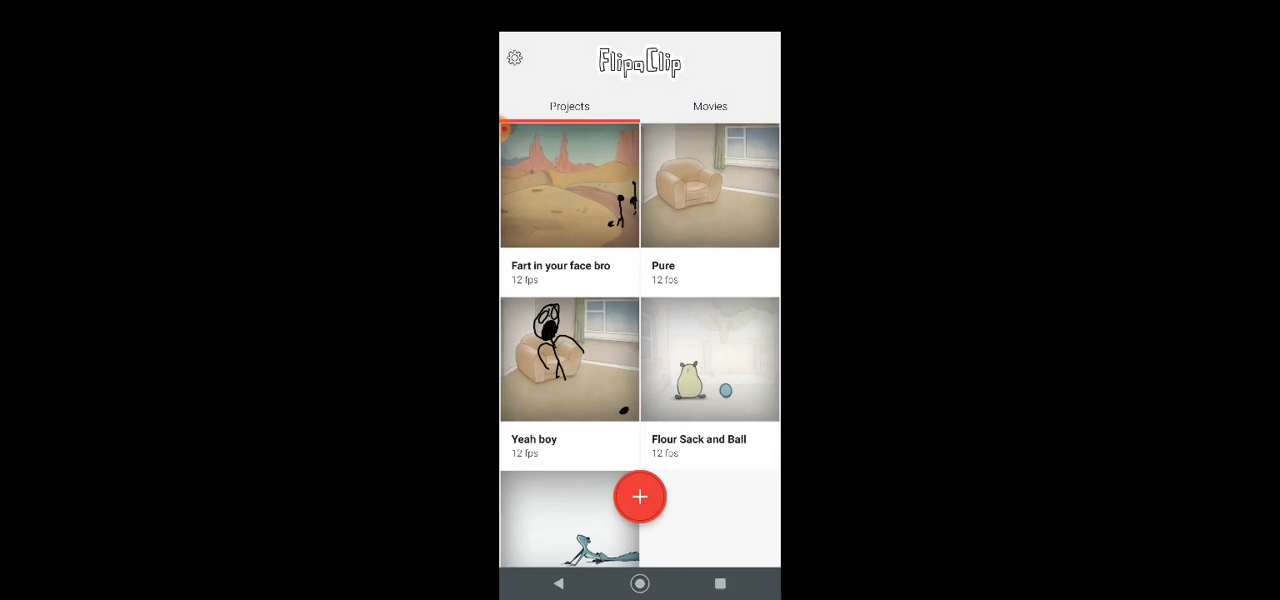 FlipaClip
Projects
Movies
Fart in your face bro
12 fps
Pure
12 fps
Yeah boy
12 fps
Flour Sack and Ball
12 fps